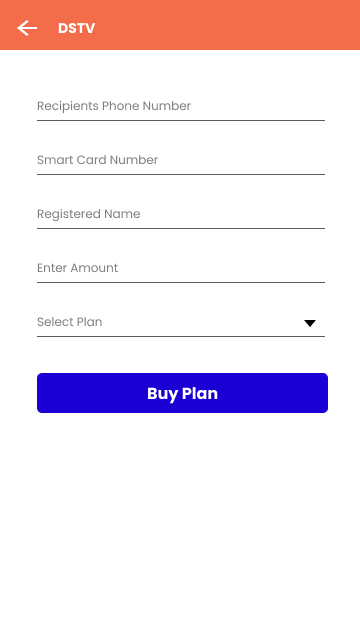 DSTV
Recipients Phone Number
Smart Card Number
Registered Name
Enter Amount
Select Plan
Buy Plan